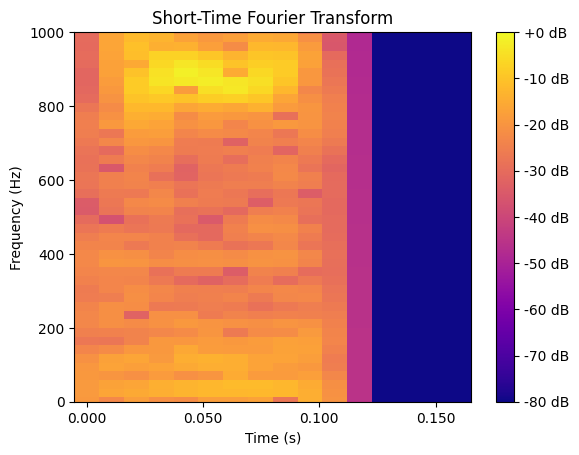 Short-Time Fourier Transform
Frequency (Hz)
1000
800
600
400
200
0
0.000
0.050
0.100
0.150
Time (s)
+0 dB
-10 dB
-20 dB
-30 dB
-40 dB
-50 dB
-60 dB
-70 dB
-80 dB